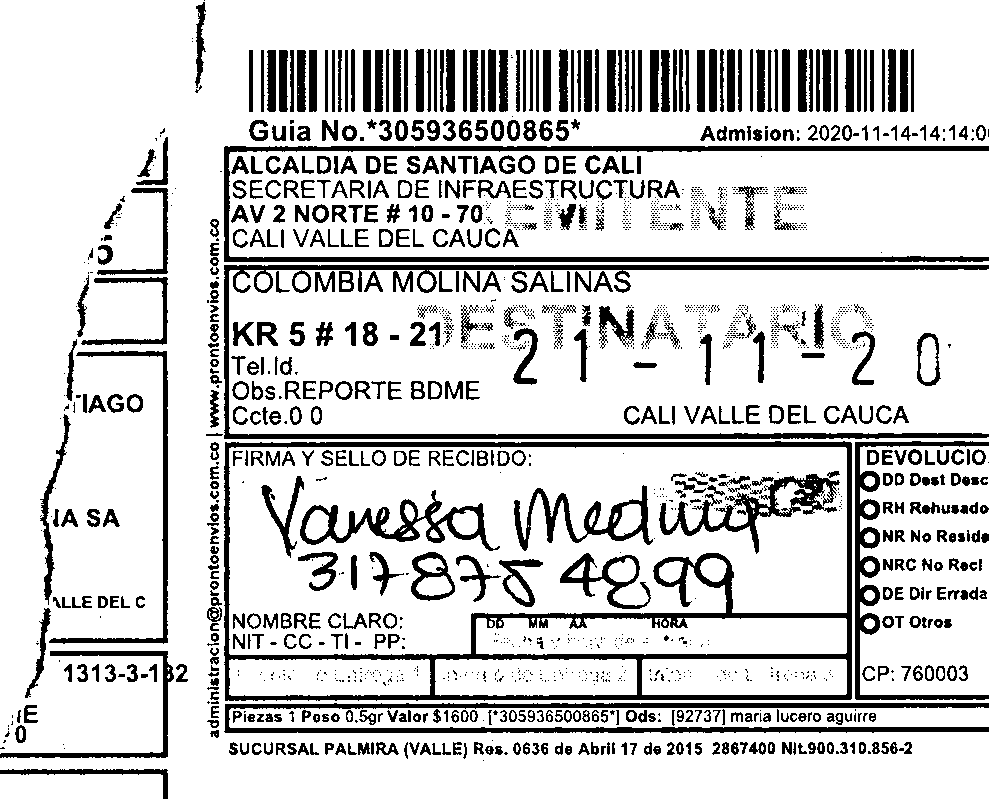 Guia No.*305936500865*
Admision: 2020-11-14-14:14:0
ALCALDIA DE SANTIAGO DE CALI
SECRETARIA DE INFRAESTRUCTURA
AV 2 NORTE # 10 - 70
REMITENTE
CALI VALLE DEL CAUCA
COLOMBIA MOLINA SALINAS
DESTINATARIO
KR 5 # 18 - 21
21-11-20
Tel.Id.
Obs.REPORTE BDME
Ccte.0 0
CALI VALLE DEL CAUCA
www.prontoenvios.com.co
administracion@prontoenvios.com.co
FIRMA Y SELLO DE RECIBIDO:
Vanessa Medina
317875 4899
NOMBRE CLARO:
NIT - CC - TI - PP:
DD MM AA HORA
DEVOLUCIO
DD Dest Desc
RH Rehusado
NR No Reside
NRC No Recl
DE Dir Errada
OT Otros
CP: 760003
Piezas 1 Peso 0.5gr Valor $1600 [*305936500865*] Ods: [92737] maria lucero aguirre
SUCURSAL PALMIRA (VALLE) Res. 0636 de Abril 17 de 2015 2867400 Nit.900.310.856-2
TIAGO
IA SA
ALLE DEL C
1313-3-182
IE
0